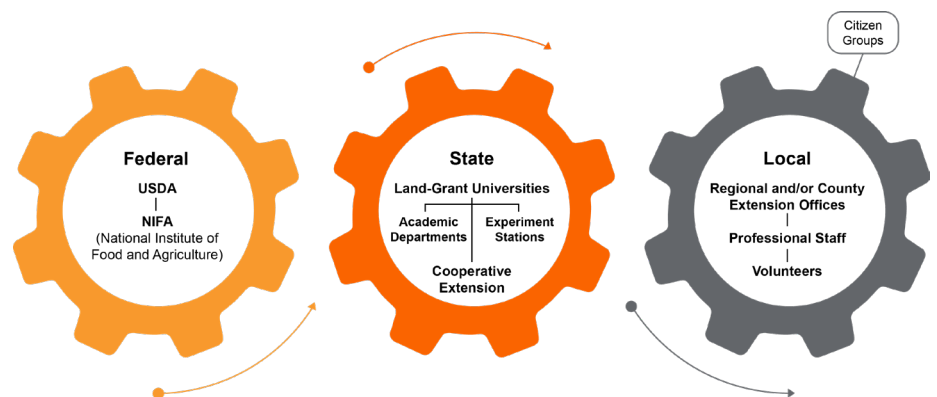 Citizen
Groups
Federal
USDA
NIFA
(National Institute of
Food and Agriculture)
State
Land-Grant Universities
Academic
Departments
Experiment
Stations
Cooperative
Extension
Local
Regional and/or County
Extension Offices
Professional Staff
Volunteers